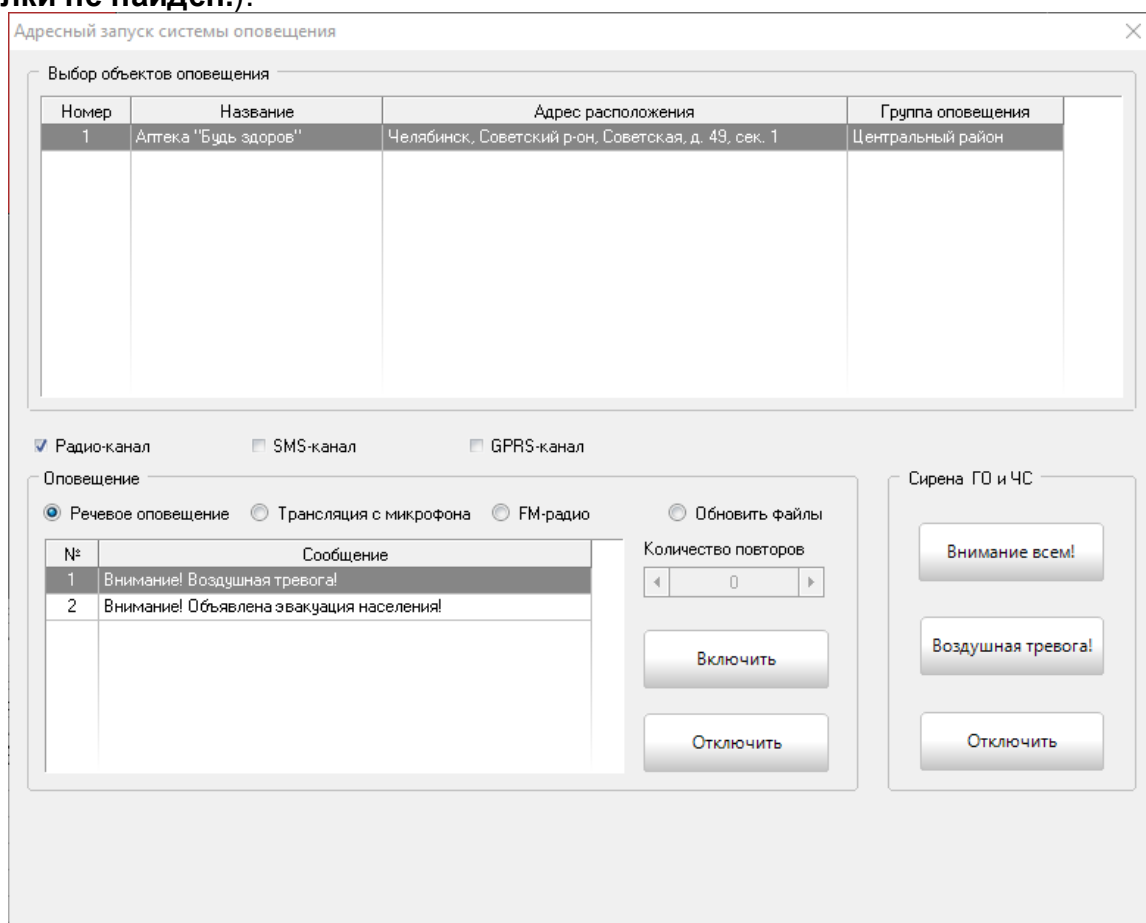 лки не найден.).
Адресный запуск системы оповещения
Выбор объектов оповещения
Номер Название Адрес расположения Группа оповещения
1 Аптека "Будь здоров" Челябинск, Советский р-он, Советская, д. 49, сек. 1 Центральный район
Радио-канал SMS-канал GPRS-канал
Оповещение
Речевое оповещение Трансляция с микрофона FM-радио Обновить файлы
№ Сообщение
1 Внимание! Воздушная тревога!
2 Внимание! Объявлена эвакуация населения!
Количество повторов
0
Включить
Отключить
Сирена ГО и ЧС
Внимание всем!
Воздушная тревога!
Отключить